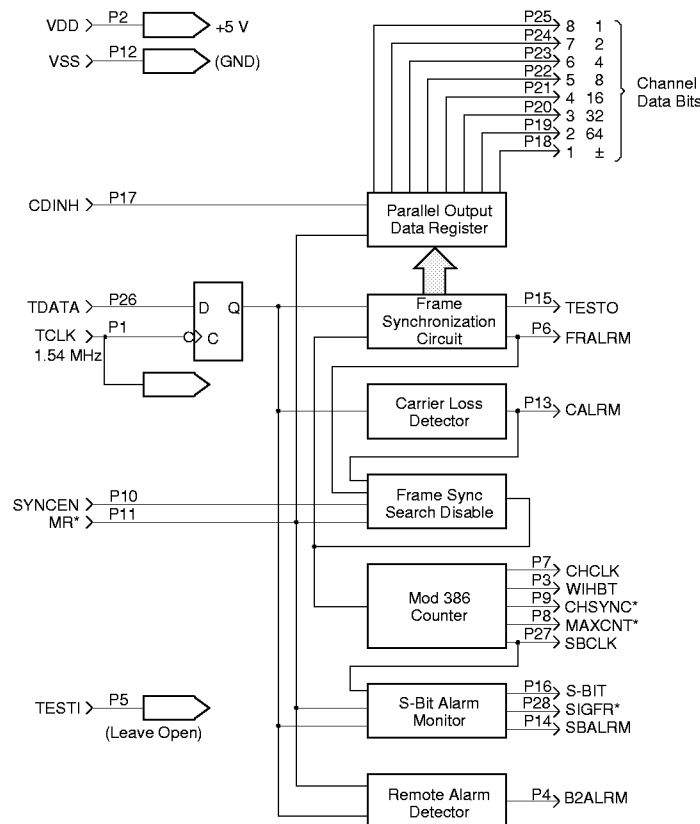 VDD P2 +5 V
VSS P12 (GND)
P25 8 1
P24 7 2
P23 6 4
P22 5 8
P21 4 16
P20 3 32
P19 2 64
P18 1 ±
Channel
Data Bits
CDINH P17
Parallel Output
Data Register
TDATA P26
D Q
TCLK P1
C C
1.54 MHz
Frame
Synchronization
Circuit
P15 TESTO
P6 FRALRM
Carrier Loss
Detector
P13 CALRM
SYNCEN P10
MR* P11
Frame Sync
Search Disable
Mod 386
Counter
P7 CHCLK
P3 WIHBT
P9 CHSYNC*
P8 MAXCNT*
P27 SBCLK
TESTI P5
(Leave Open)
S-Bit Alarm
Monitor
P16 S-BIT
P28 SIGFR*
P14 SBALRM
Remote Alarm
Detector
P4 B2ALRM